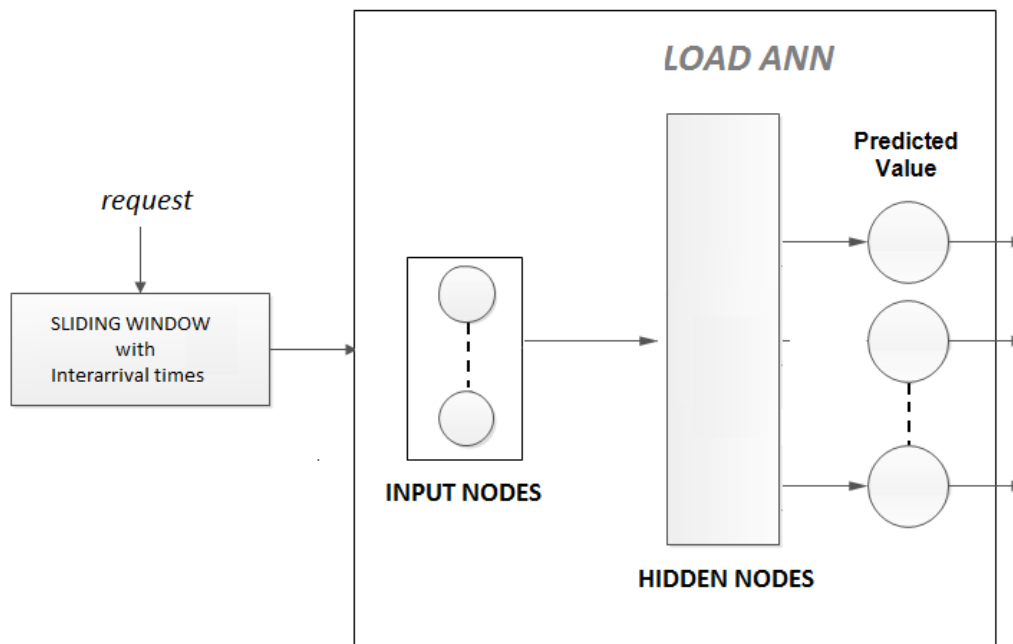 LOAD ANN
Predicted
Value
request
SLIDING WINDOW
with
Interarrival times
INPUT NODES
HIDDEN NODES